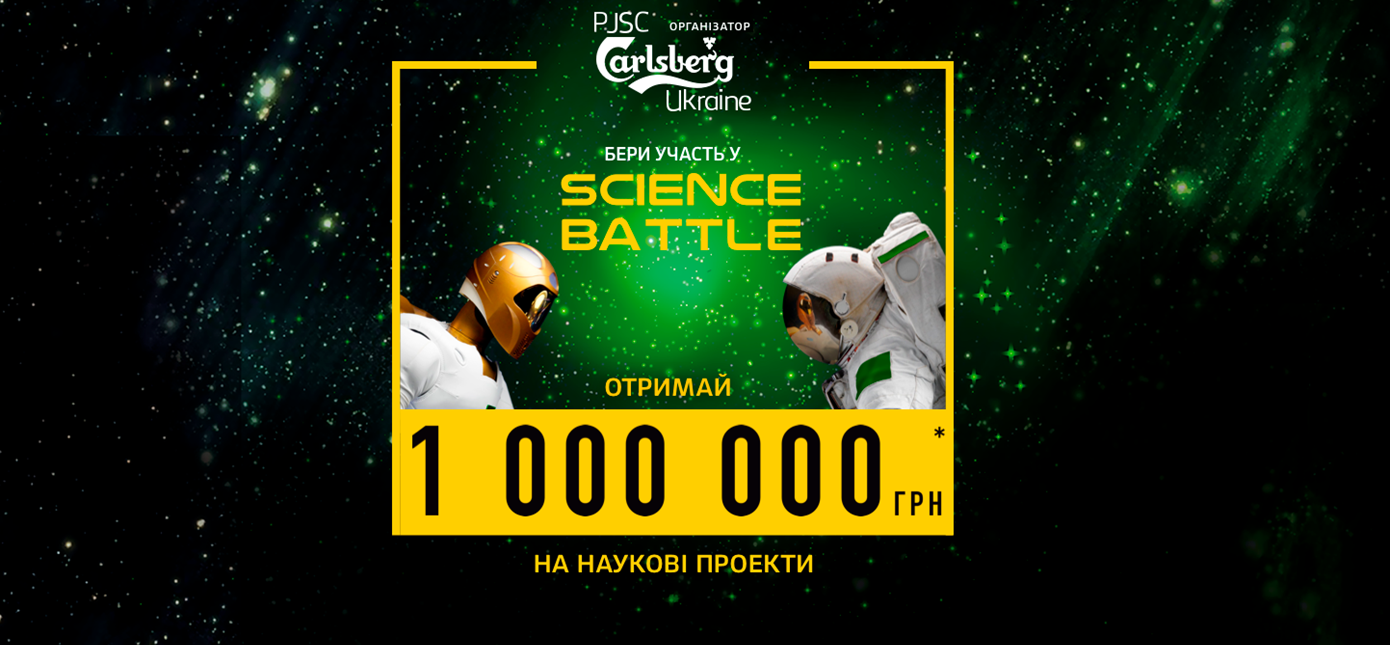 PJSC ОРГАНІЗАТОР
Carlsberg
Ukraine
БЕРИ УЧАСТЬ У
SCIENCE
BATTLE
ОТРИМАЙ
1 000 000 ГРН*
НА НАУКОВІ ПРОЕКТИ